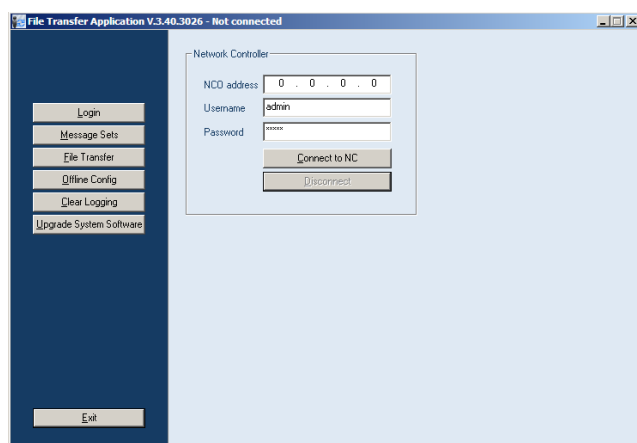 File Transfer Application V.3.40.3026 - Not connected
Network Controller
NCO address 0 . 0 . 0 . 0
Username admin
Password xxxxx
Connect to NC
Disconnect
Login
Message Sets
File Transfer
Offline Config
Clear Logging
Upgrade System Software
Exit